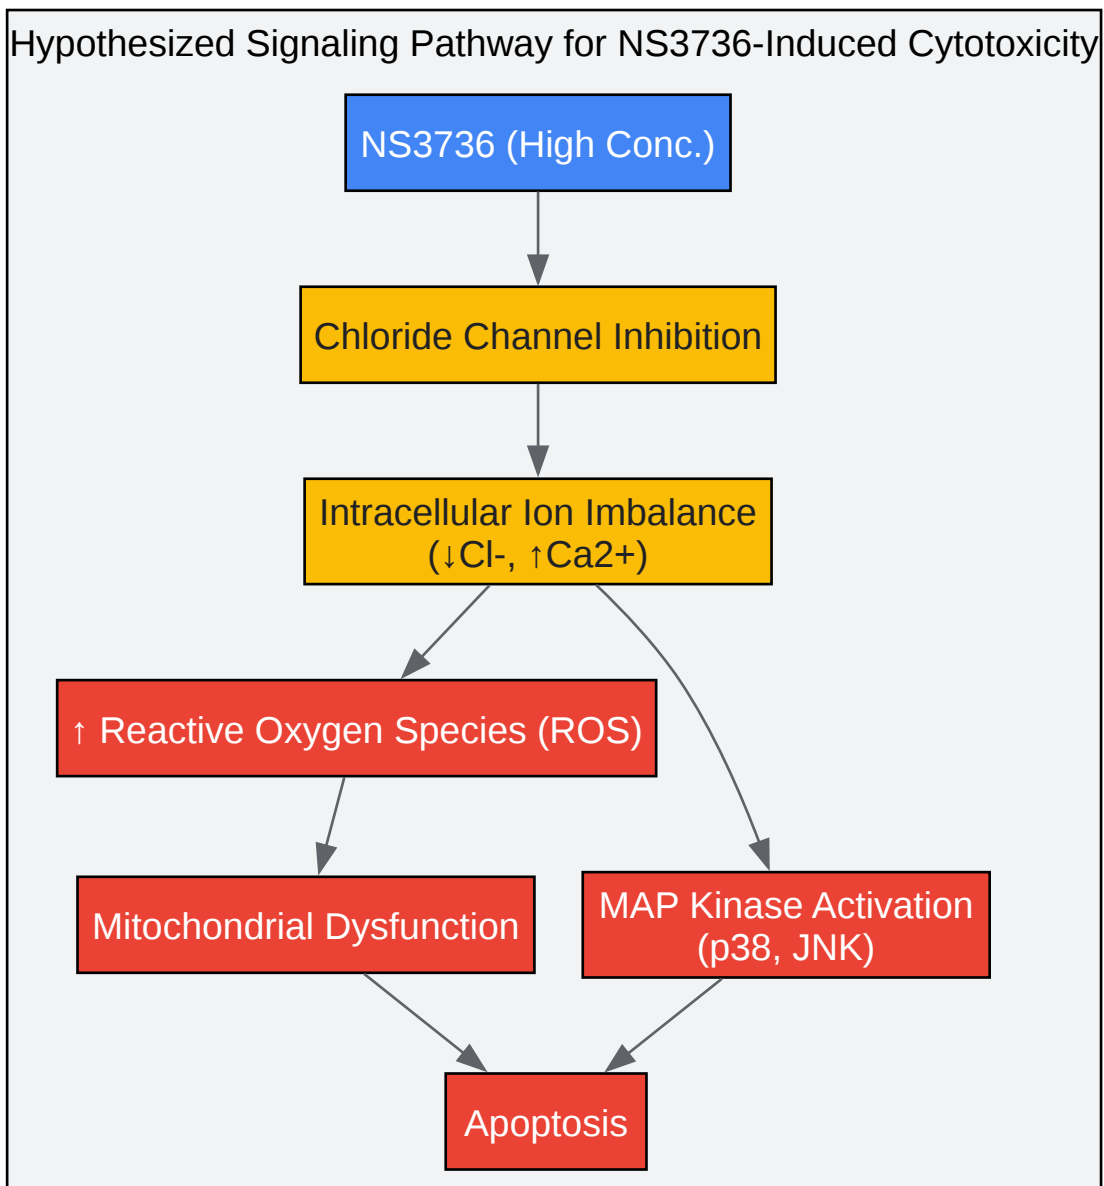 Hypothesized Signaling Pathway for NS3736-Induced Cytotoxicity
NS3736 (High Conc.)
Chloride Channel Inhibition
Intracellular Ion Imbalance
(↓Cl-, ↑Ca2+)
↑ Reactive Oxygen Species (ROS)
Mitochondrial Dysfunction
MAP Kinase Activation
(p38, JNK)
Apoptosis